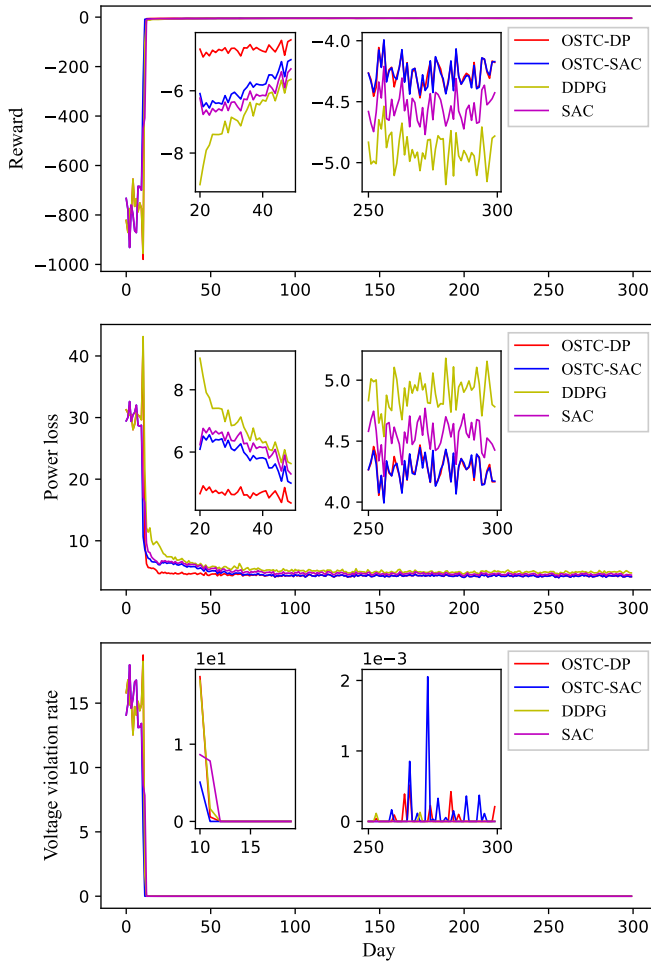 Reward
0
−200
−400
−600
−800
−1000
0 50 100 150 200 250 300
−6
−8
20 40
−4.0
−4.5
−5.0
250 300
OSTC-DP
OSTC-SAC
DDPG
SAC
Power loss
40
30
20
10
0 50 100 150 200 250 300
8
6
20 40
5.0
4.5
4.0
250 300
OSTC-DP
OSTC-SAC
DDPG
SAC
Voltage violation rate
15
10
5
0
0 50 100 150 200 250 300
1e1
1
0
10 15
1e−3
2
1
0
250 300
OSTC-DP
OSTC-SAC
DDPG
SAC
Day